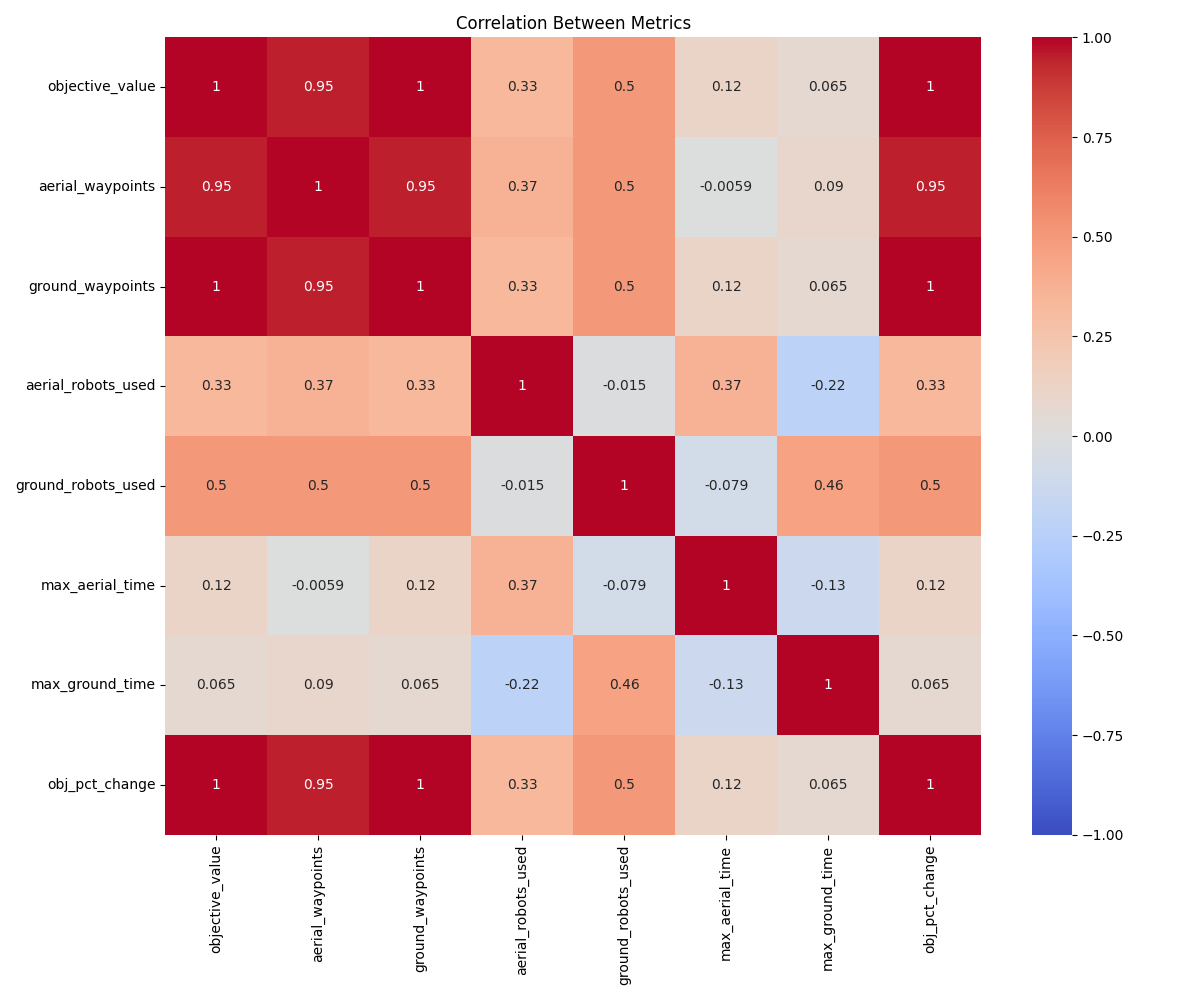 Correlation Between Metrics
objective_value 1 0.95 1 0.33 0.5 0.12 0.065 1
aerial_waypoints 0.95 1 0.95 0.37 0.5 -0.0059 0.09 0.95
ground_waypoints 1 0.95 1 0.33 0.5 0.12 0.065 1
aerial_robots_used 0.33 0.37 0.33 1 -0.015 0.37 -0.22 0.33
ground_robots_used 0.5 0.5 0.5 -0.015 1 -0.079 0.46 0.5
max_aerial_time 0.12 -0.0059 0.12 0.37 -0.079 1 -0.13 0.12
max_ground_time 0.065 0.09 0.065 -0.22 0.46 -0.13 1 0.065
obj_pct_change 1 0.95 1 0.33 0.5 0.12 0.065 1
objective_value
aerial_waypoints
ground_waypoints
aerial_robots_used
ground_robots_used
max_aerial_time
max_ground_time
obj_pct_change
1.00
0.75
0.50
0.25
0.00
−0.25
−0.50
−0.75
−1.00